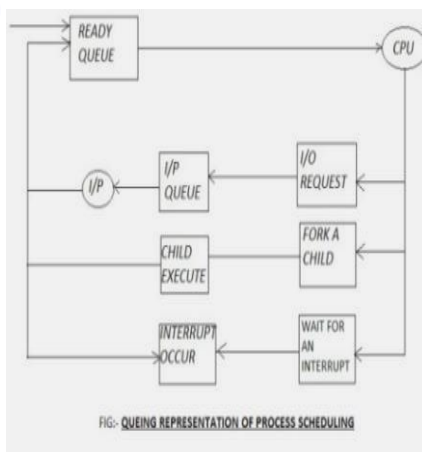 READY
QUEUE
CPU
I/P
I/P
QUEUE
I/O
REQUEST
CHILD
EXECUTE
FORK A
CHILD
INTERRUPT
OCCUR
WAIT FOR
AN
INTERRUPT
FIG:- QUEING REPRESENTATION OF PROCESS SCHEDULING